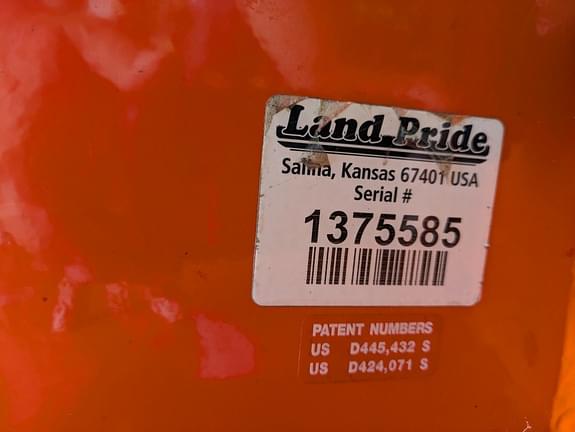 Land Pride
Salina, Kansas 67401 USA
Serial #
1375585
PATENT NUMBERS
US D445,432 S
US D424,071 S